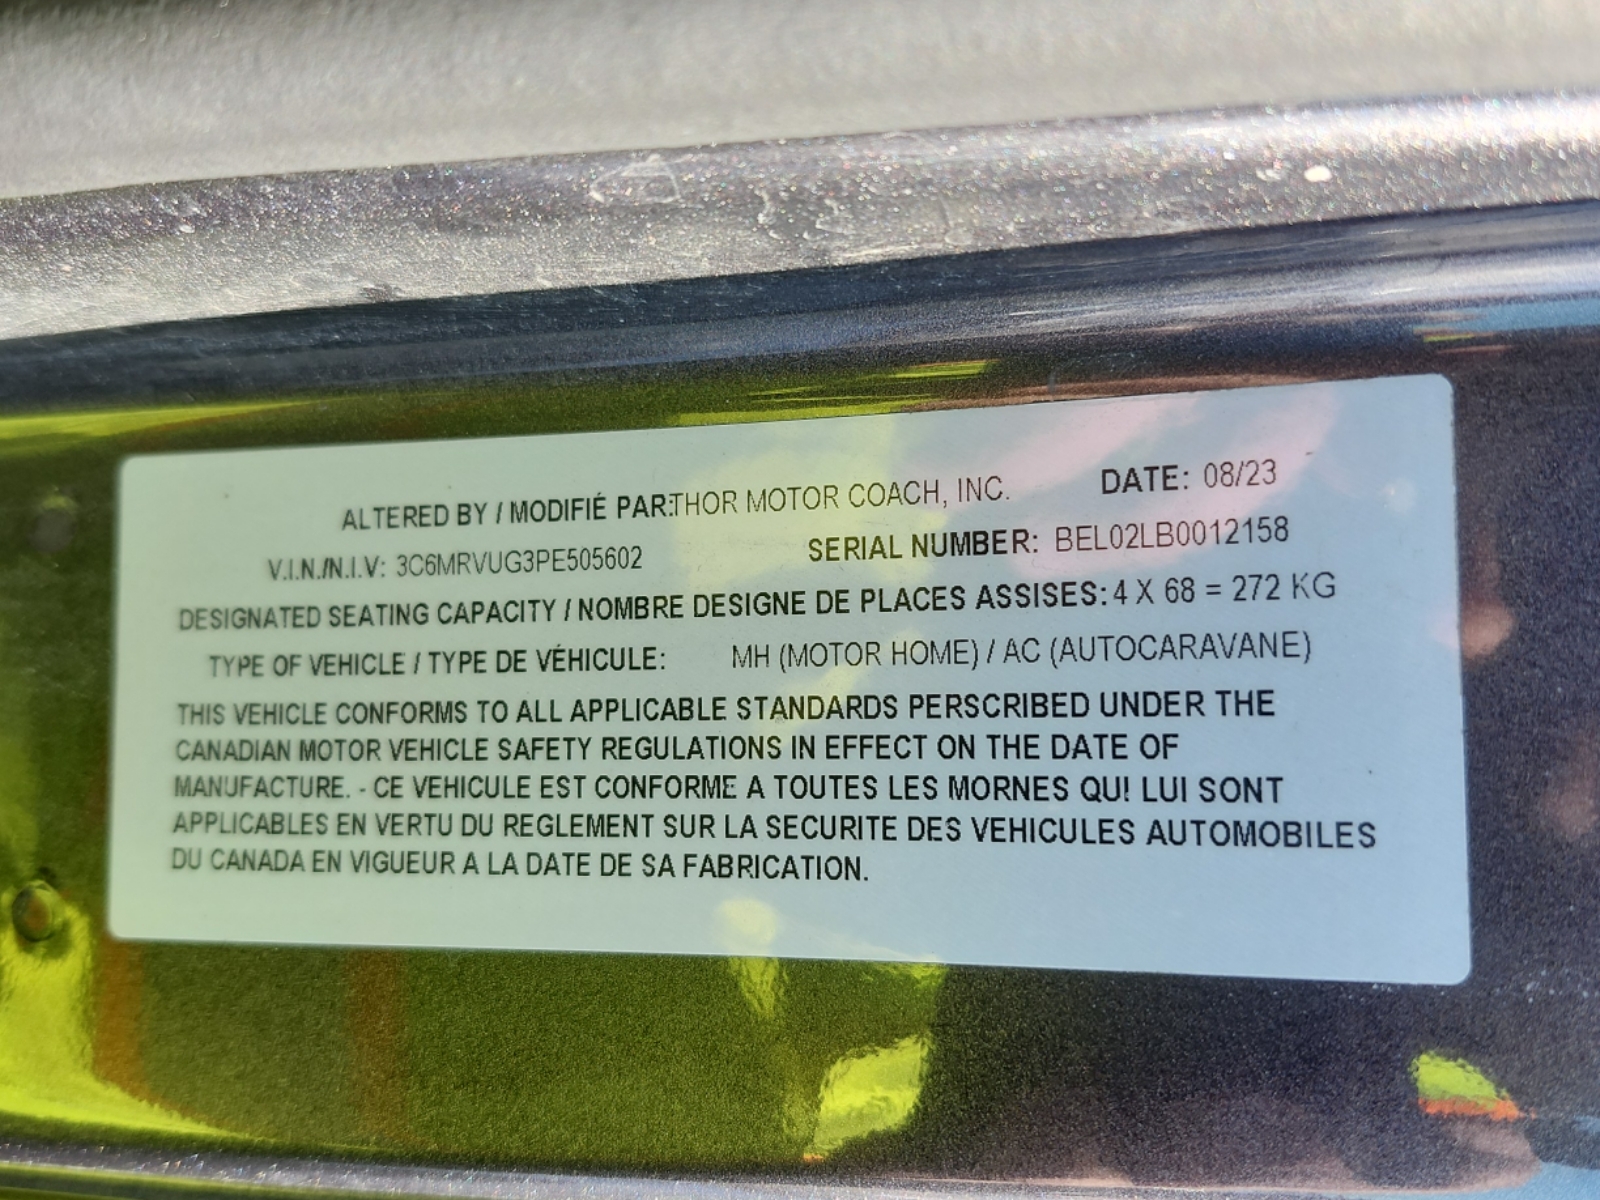 ALTERED BY / MODIFIÉ PAR:THOR MOTOR COACH, INC. DATE: 08/23
V.I.N./N.I.V: 3C6MRVUG3PE505602 SERIAL NUMBER: BEL02LB0012158
DESIGNATED SEATING CAPACITY / NOMBRE DESIGNE DE PLACES ASSISES: 4 X 68 = 272 KG
TYPE OF VEHICLE / TYPE DE VÉHICULE: MH (MOTOR HOME) / AC (AUTOCARAVANE)
THIS VEHICLE CONFORMS TO ALL APPLICABLE STANDARDS PERSCRIBED UNDER THE
CANADIAN MOTOR VEHICLE SAFETY REGULATIONS IN EFFECT ON THE DATE OF
MANUFACTURE. - CE VEHICULE EST CONFORME A TOUTES LES MORNES QU! LUI SONT
APPLICABLES EN VERTU DU REGLEMENT SUR LA SECURITE DES VEHICULES AUTOMOBILES
DU CANADA EN VIGUEUR A LA DATE DE SA FABRICATION.